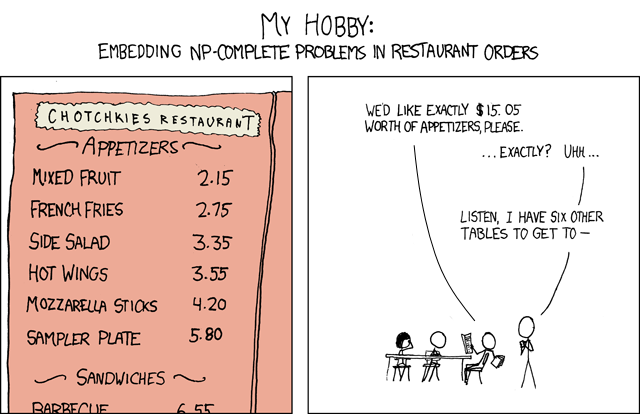 MY HOBBY:
EMBEDDING NP-COMPLETE PROBLEMS IN RESTAURANT ORDERS
CHOTCHKIES RESTAURANT
APPETIZERS
MIXED FRUIT 2.15
FRENCH FRIES 2.75
SIDE SALAD 3.35
HOT WINGS 3.55
MOZZARELLA STICKS 4.20
SAMPLER PLATE 5.80
SANDWICHES
BARBECUE 6.55
WE'D LIKE EXACTLY $15.05
WORTH OF APPETIZERS, PLEASE.
...EXACTLY? UHH...
LISTEN, I HAVE SIX OTHER
TABLES TO GET TO —